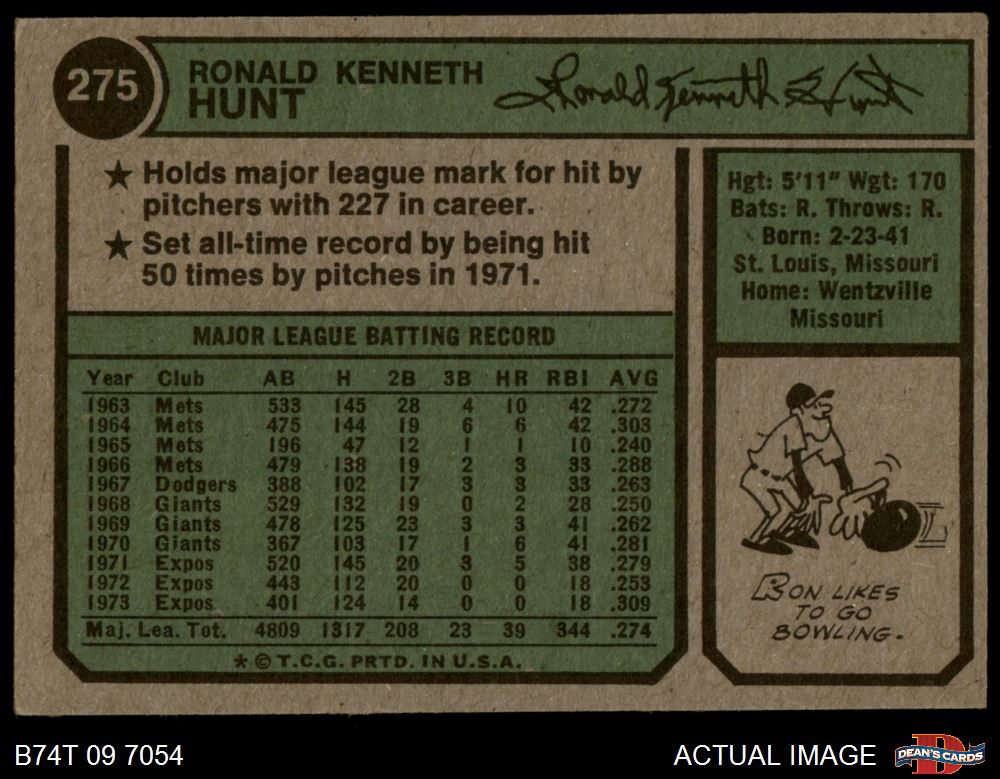 275
RONALD KENNETH
HUNT
Ronald Kenneth Hunt
★ Holds major league mark for hit by
pitchers with 227 in career.
★ Set all-time record by being hit
50 times by pitches in 1971.
Hgt: 5'11" Wgt: 170
Bats: R. Throws: R.
Born: 2-23-41
St. Louis, Missouri
Home: Wentzville
Missouri
MAJOR LEAGUE BATTING RECORD
Year Club AB H 2B 3B HR RBI AVG
1963 Mets 533 145 28 4 10 42 .272
1964 Mets 475 144 19 6 6 42 .303
1965 Mets 196 47 12 1 1 10 .240
1966 Mets 479 138 19 2 3 33 .288
1967 Dodgers 388 102 17 3 3 33 .263
1968 Giants 529 132 19 0 2 28 .250
1969 Giants 478 125 23 3 3 41 .262
1970 Giants 367 103 17 1 6 41 .281
1971 Expos 520 145 20 3 5 38 .279
1972 Expos 443 112 20 0 0 18 .253
1973 Expos 401 124 14 0 0 18 .309
Maj. Lea. Tot. 4809 1317 208 23 39 344 .274
* © T.C.G. PRTD. IN U.S.A.
RON LIKES
TO GO
BOWLING.
B74T 09 7054
ACTUAL IMAGE
DEAN'S CARDS